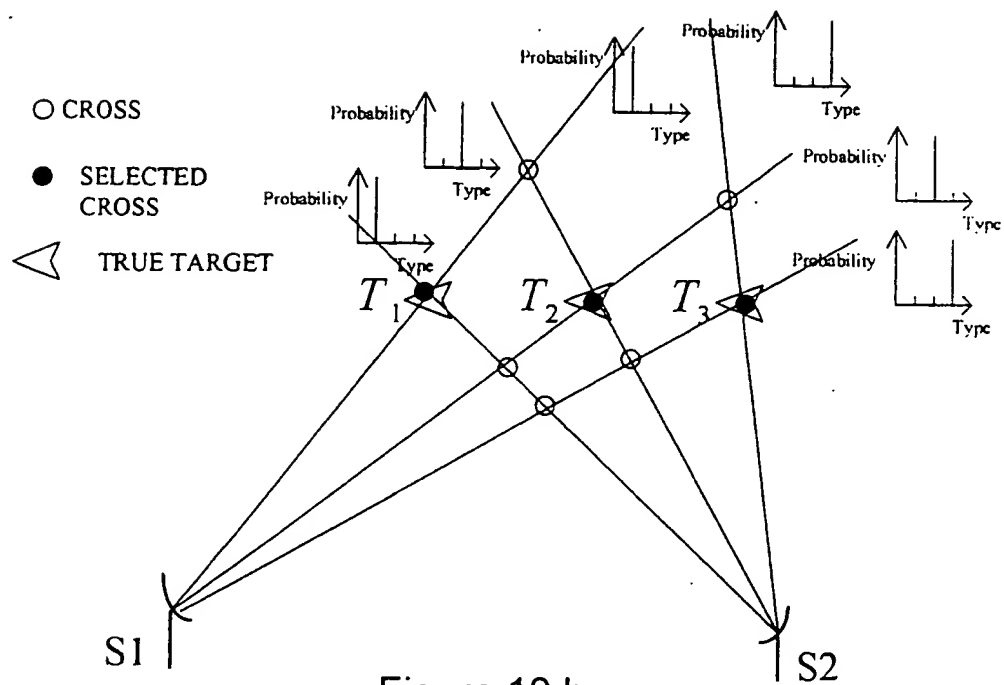 Probability
Type
Probability
Type
Probability
Type
Probability
Type
Probability
Type
Probability
Type
CROSS
SELECTED
CROSS
TRUE TARGET
T1
T2
T3
S1
S2